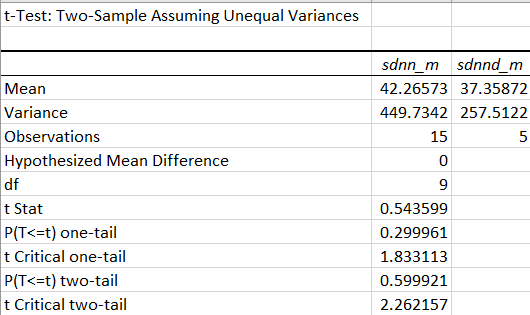 t-Test: Two-Sample Assuming Unequal Variances
sdnn_m sdnnd_m
Mean 42.26573 37.35872
Variance 449.7342 257.5122
Observations 15 5
Hypothesized Mean Difference 0
df 9
t Stat 0.543599
P(T<=t) one-tail 0.299961
t Critical one-tail 1.833113
P(T<=t) two-tail 0.599921
t Critical two-tail 2.262157